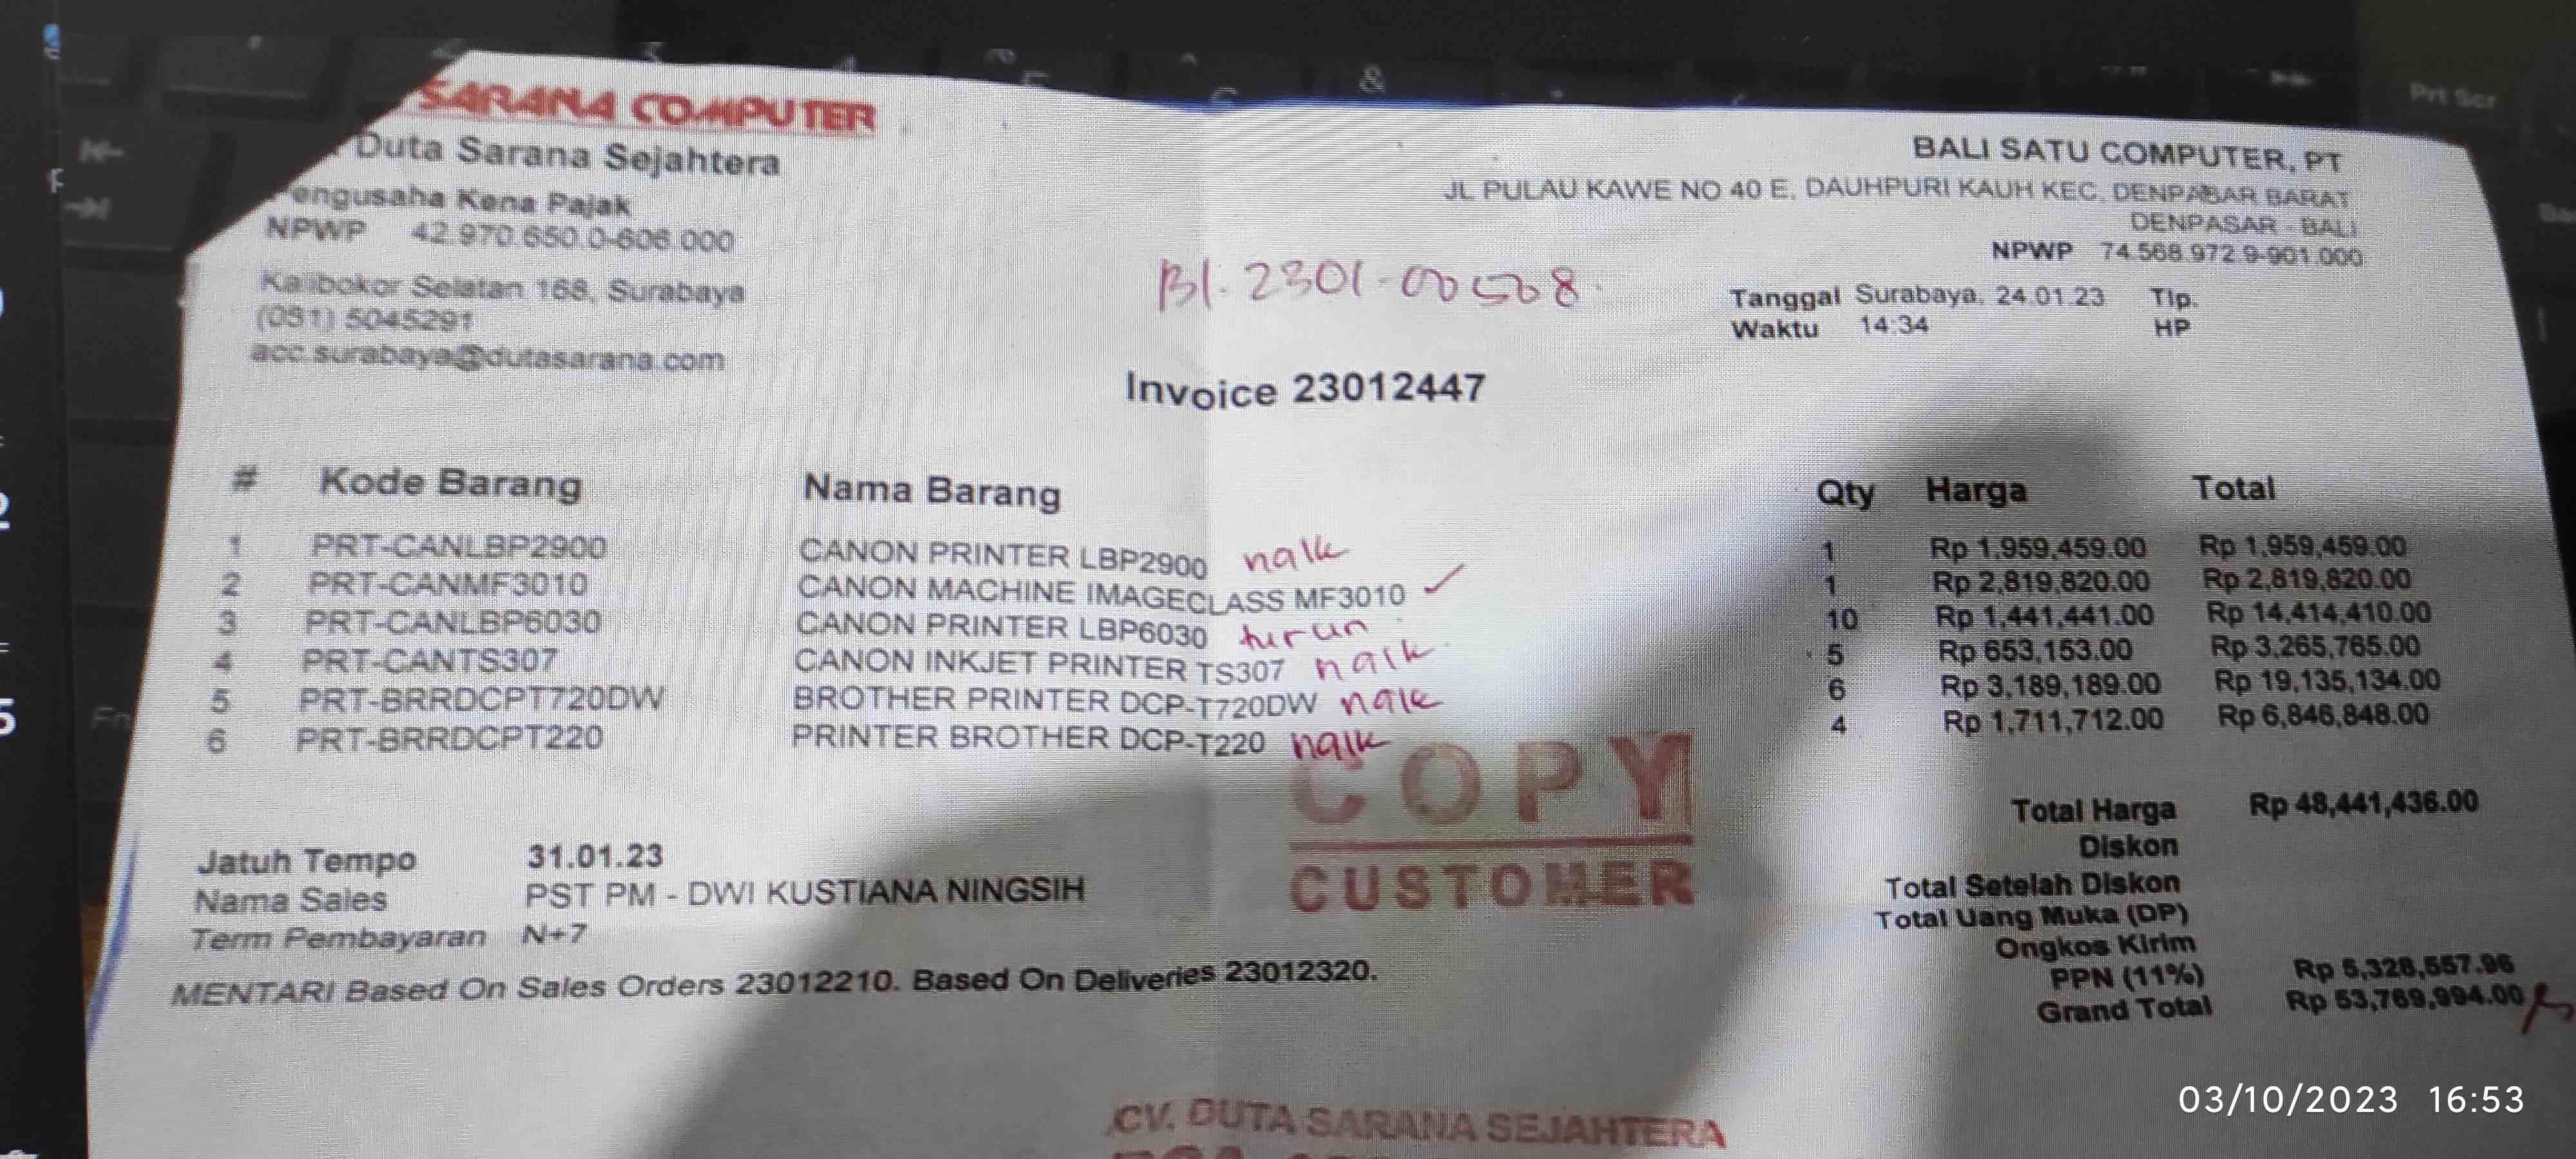 SARANA COMPUTER
Duta Sarana Sejahtera
engusaha Kena Pajak
NPWP 42.970.650.0-606.000
Kalibokor Selatan 168, Surabaya
(031) 5045291
acc.surabaya@dutasarana.com
BALI SATU COMPUTER, PT
JL PULAU KAWE NO 40 E, DAUHPURI KAUH KEC. DENPASAR BARAT
DENPASAR - BALI
NPWP 74.568.972.9-901.000
Tanggal Surabaya, 24.01.23 Tlp.
Waktu 14:34 HP
BI. 2301-00508
Invoice 23012447
# Kode Barang Nama Barang Qty Harga Total
1 PRT-CANLBP2900 CANON PRINTER LBP2900 naik 1 Rp 1,959,459.00 Rp 1,959,459.00
2 PRT-CANMF3010 CANON MACHINE IMAGECLASS MF3010 ✓ 1 Rp 2,819,820.00 Rp 2,819,820.00
3 PRT-CANLBP6030 CANON PRINTER LBP6030 turun 10 Rp 1,441,441.00 Rp 14,414,410.00
4 PRT-CANTS307 CANON INKJET PRINTER TS307 naik 5 Rp 653,153.00 Rp 3,265,765.00
5 PRT-BRRDCPT720DW BROTHER PRINTER DCP-T720DW naik 6 Rp 3,189,189.00 Rp 19,135,134.00
6 PRT-BRRDCPT220 PRINTER BROTHER DCP-T220 naik 4 Rp 1,711,712.00 Rp 6,846,848.00
COPY
CUSTOMER
Jatuh Tempo 31.01.23
Nama Sales PST PM - DWI KUSTIANA NINGSIH
Term Pembayaran N+7
MENTARI Based On Sales Orders 23012210. Based On Deliveries 23012320.
Total Harga Rp 48,441,436.00
Diskon
Total Setelah Diskon
Total Uang Muka (DP)
Ongkos Kirim
PPN (11%) Rp 5,328,557.96
Grand Total Rp 53,769,994.00
CV. DUTA SARANA SEJAHTERA
03/10/2023 16:53
Prt Scr
Fn
&